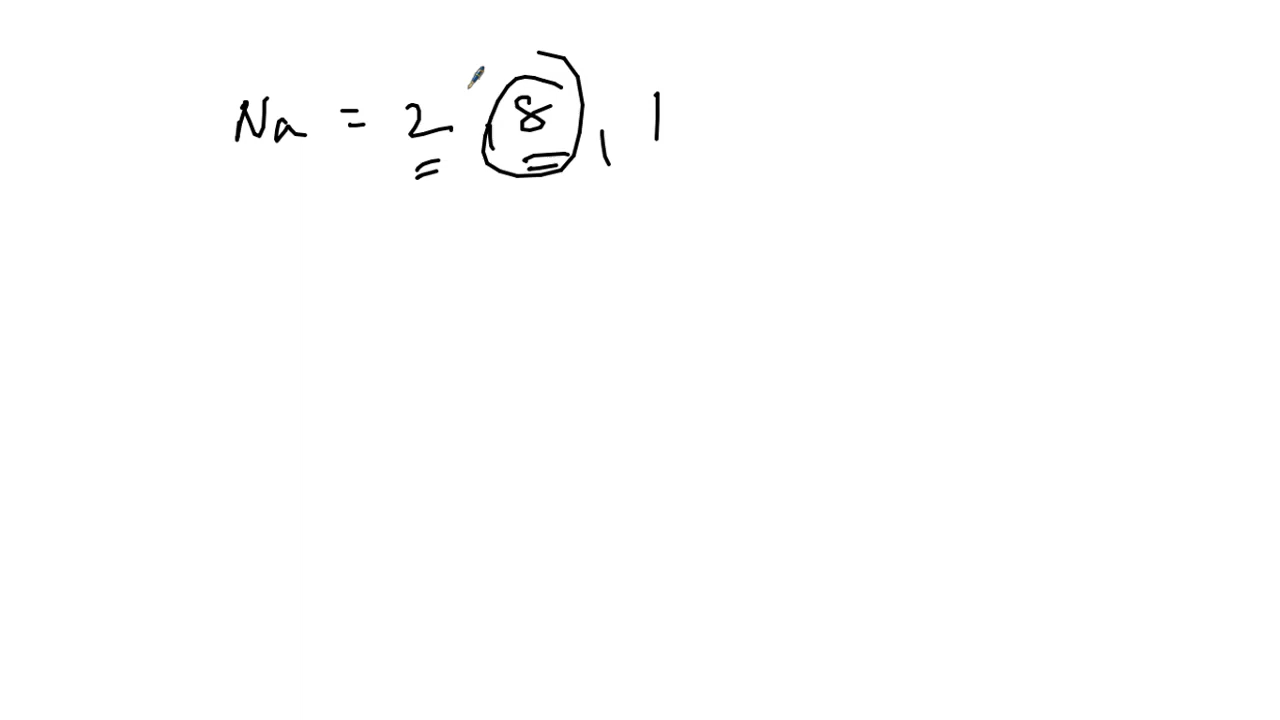 Na = 2, 8, 1